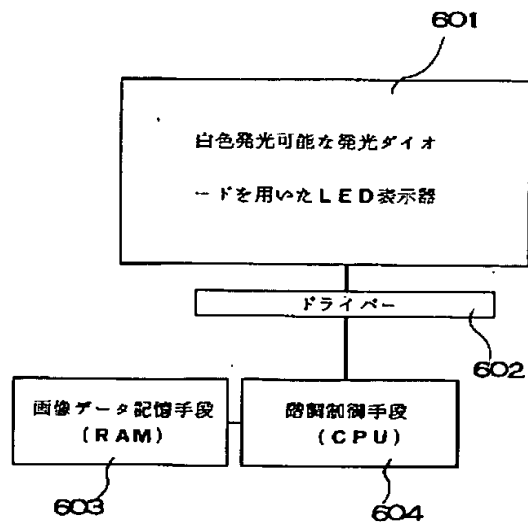 601
白色発光可能な発光ダイオ
ードを用いたLED表示器
ドライバー
602
画像データ記憶手段
(RAM)
階調制御手段
(CPU)
603
604